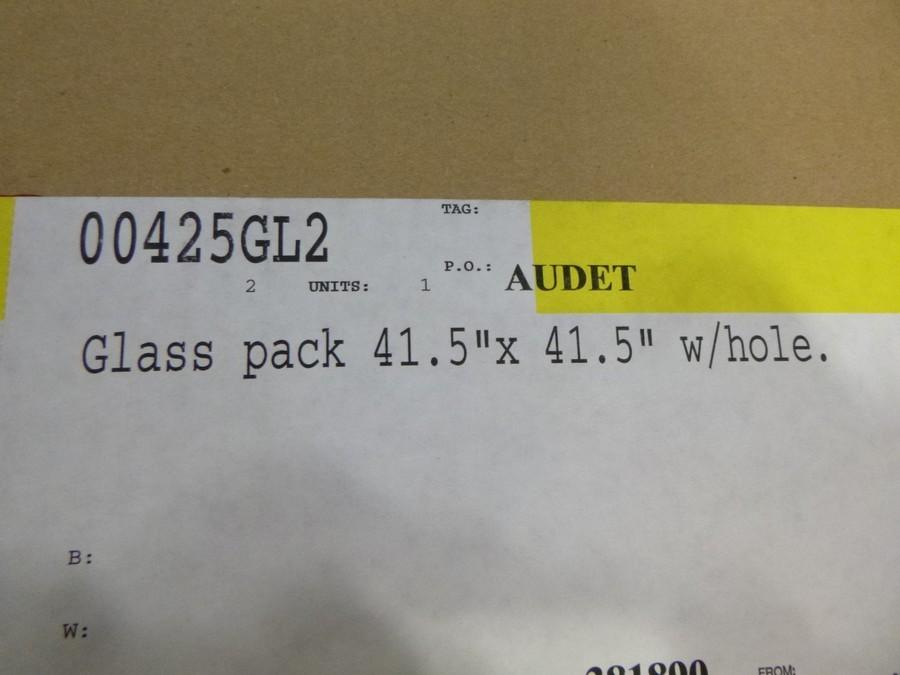 00425GL2
TAG:
2 UNITS: 1
P.O.: AUDET
Glass pack 41.5"x 41.5" w/hole.
B:
W:
FROM: